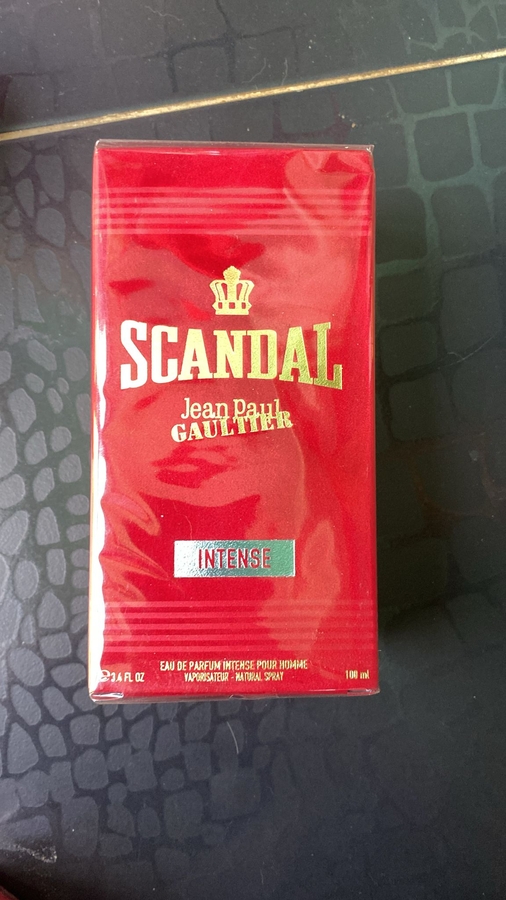 SCANDAL
Jean Paul
GAULTIER
INTENSE
EAU DE PARFUM INTENSE POUR HOMME
VAPORISATEUR - NATURAL SPRAY
℮ 3.4 FL OZ
100 ml